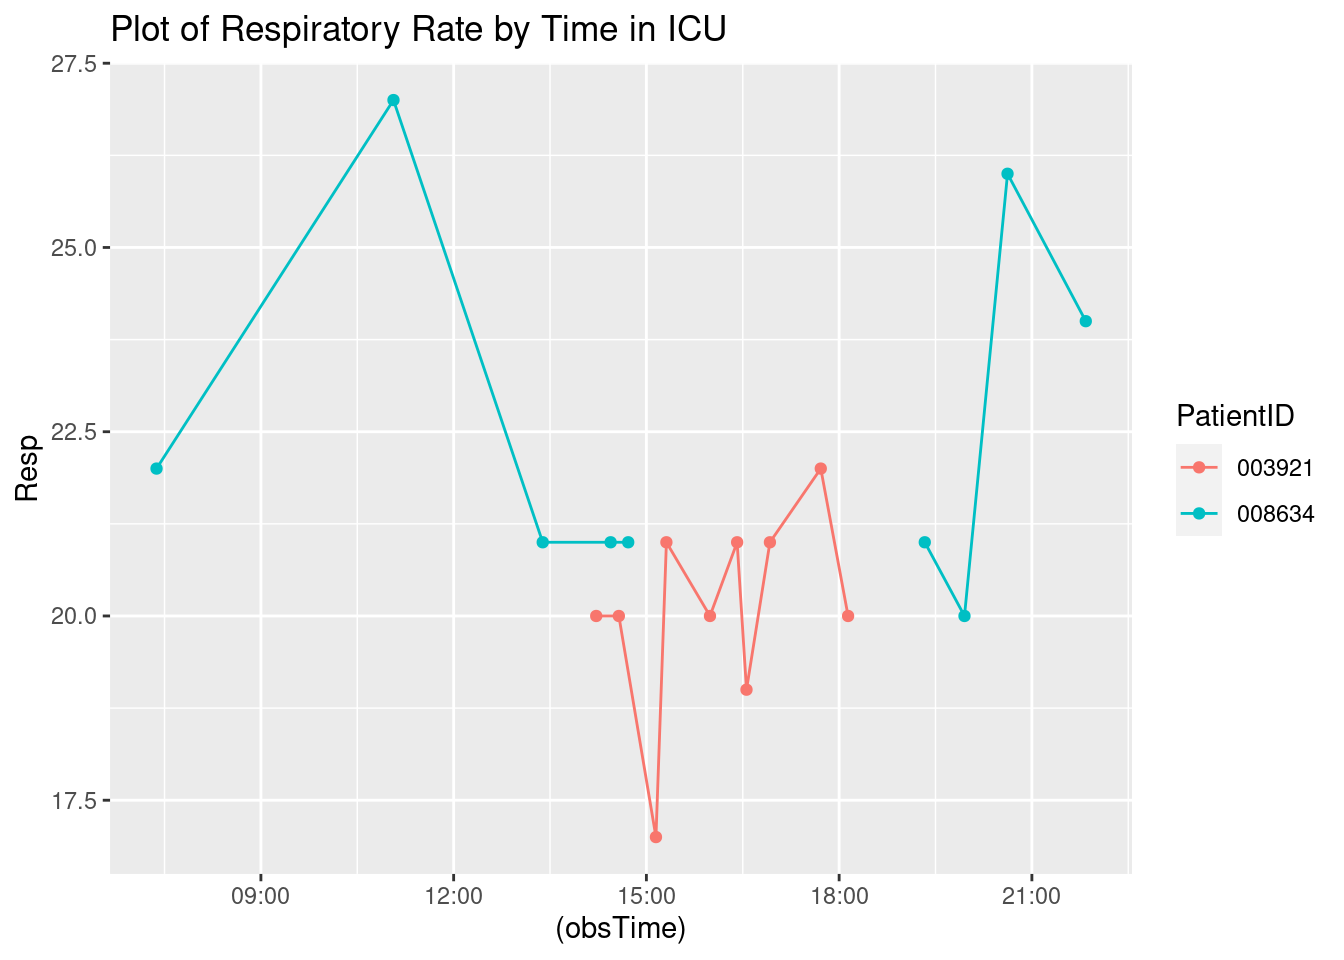 Plot of Respiratory Rate by Time in ICU
27.5
25.0
22.5
20.0
17.5
Resp
09:00 12:00 15:00 18:00 21:00
(obsTime)
PatientID
003921
008634